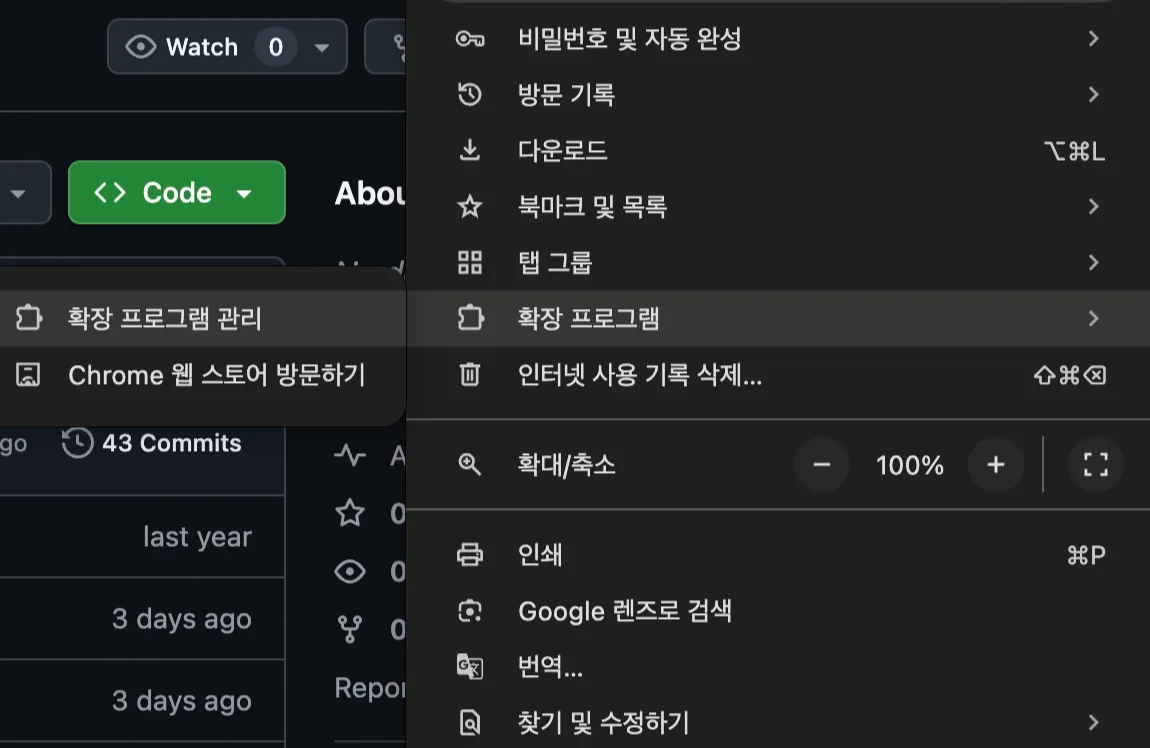 Watch 0
Code
Abou
확장 프로그램 관리
Chrome 웹 스토어 방문하기
go 43 Commits
last year
3 days ago
3 days ago
A
0
0
0
Repor
비밀번호 및 자동 완성
방문 기록
다운로드 ⌥⌘L
북마크 및 목록
탭 그룹
확장 프로그램
인터넷 사용 기록 삭제... ⇧⌘⌫
확대/축소 − 100% +
인쇄 ⌘P
Google 렌즈로 검색
번역...
찾기 및 수정하기